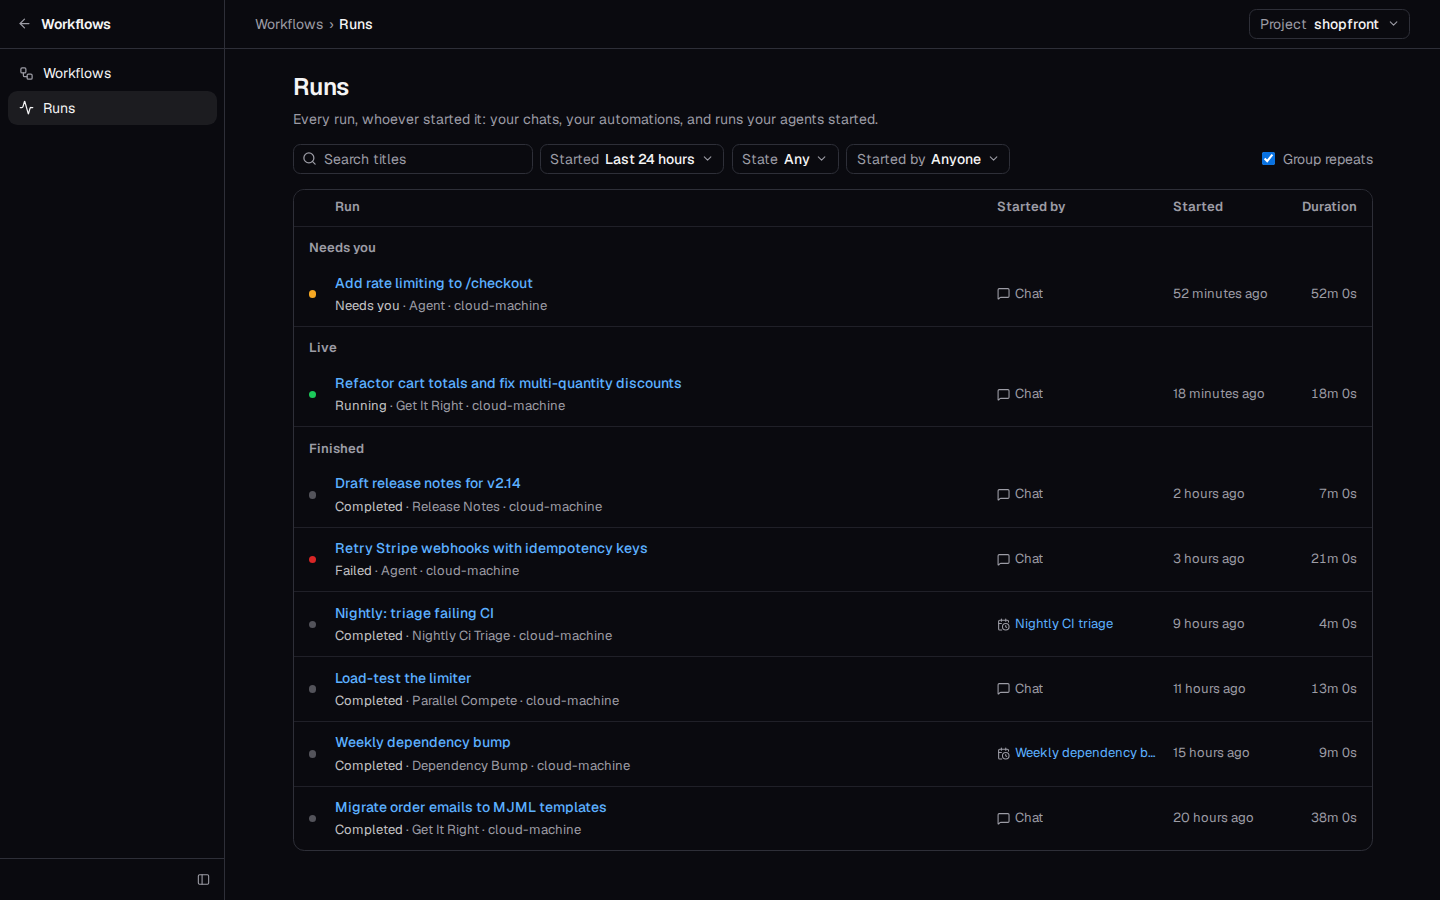 Workflows
Workflows › Runs
Project shopfront
Workflows
Runs
Runs
Every run, whoever started it: your chats, your automations, and runs your agents started.
Search titles
Started Last 24 hours
State Any
Started by Anyone
Group repeats
Run Started by Started Duration
Needs you
Add rate limiting to /checkout
Needs you · Agent · cloud-machine
Chat 52 minutes ago 52m 0s
Live
Refactor cart totals and fix multi-quantity discounts
Running · Get It Right · cloud-machine
Chat 18 minutes ago 18m 0s
Finished
Draft release notes for v2.14
Completed · Release Notes · cloud-machine
Chat 2 hours ago 7m 0s
Retry Stripe webhooks with idempotency keys
Failed · Agent · cloud-machine
Chat 3 hours ago 21m 0s
Nightly: triage failing CI
Completed · Nightly Ci Triage · cloud-machine
Nightly CI triage 9 hours ago 4m 0s
Load-test the limiter
Completed · Parallel Compete · cloud-machine
Chat 11 hours ago 13m 0s
Weekly dependency bump
Completed · Dependency Bump · cloud-machine
Weekly dependency b… 15 hours ago 9m 0s
Migrate order emails to MJML templates
Completed · Get It Right · cloud-machine
Chat 20 hours ago 38m 0s